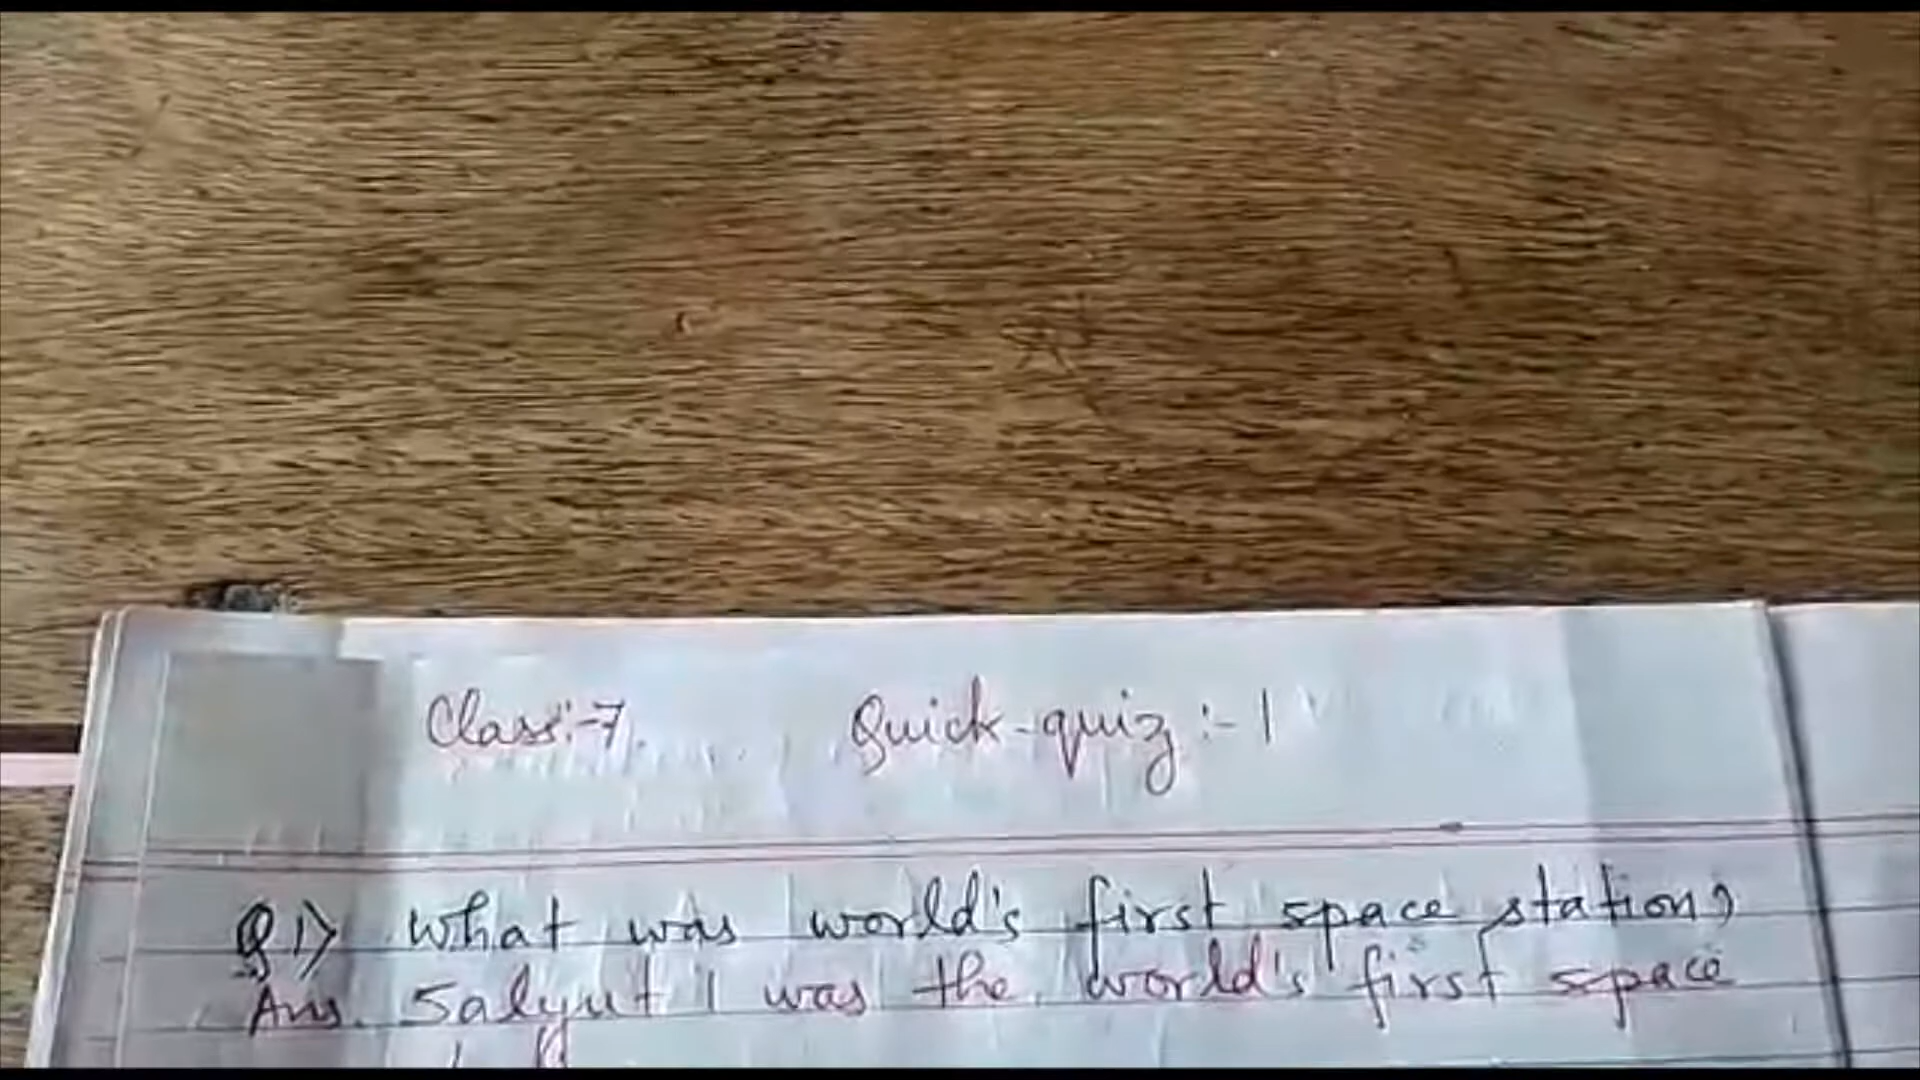 Class:-7. Quick-quiz:-1
Q1) What was world's first space station?
Ans. Salyut 1 was the world's first space